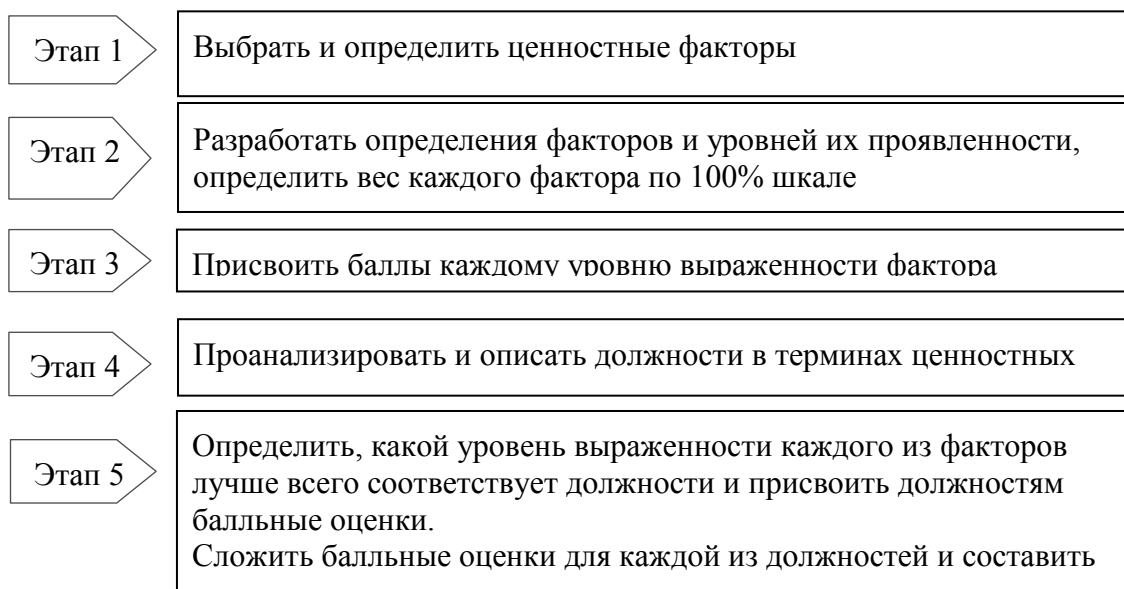 Этап 1
Выбрать и определить ценностные факторы
Этап 2
Разработать определения факторов и уровней их проявленности,
определить вес каждого фактора по 100% шкале
Этап 3
Присвоить баллы каждому уровню выраженности фактора
Этап 4
Проанализировать и описать должности в терминах ценностных
Этап 5
Определить, какой уровень выраженности каждого из факторов
лучше всего соответствует должности и присвоить должностям
балльные оценки.
Сложить балльные оценки для каждой из должностей и составить